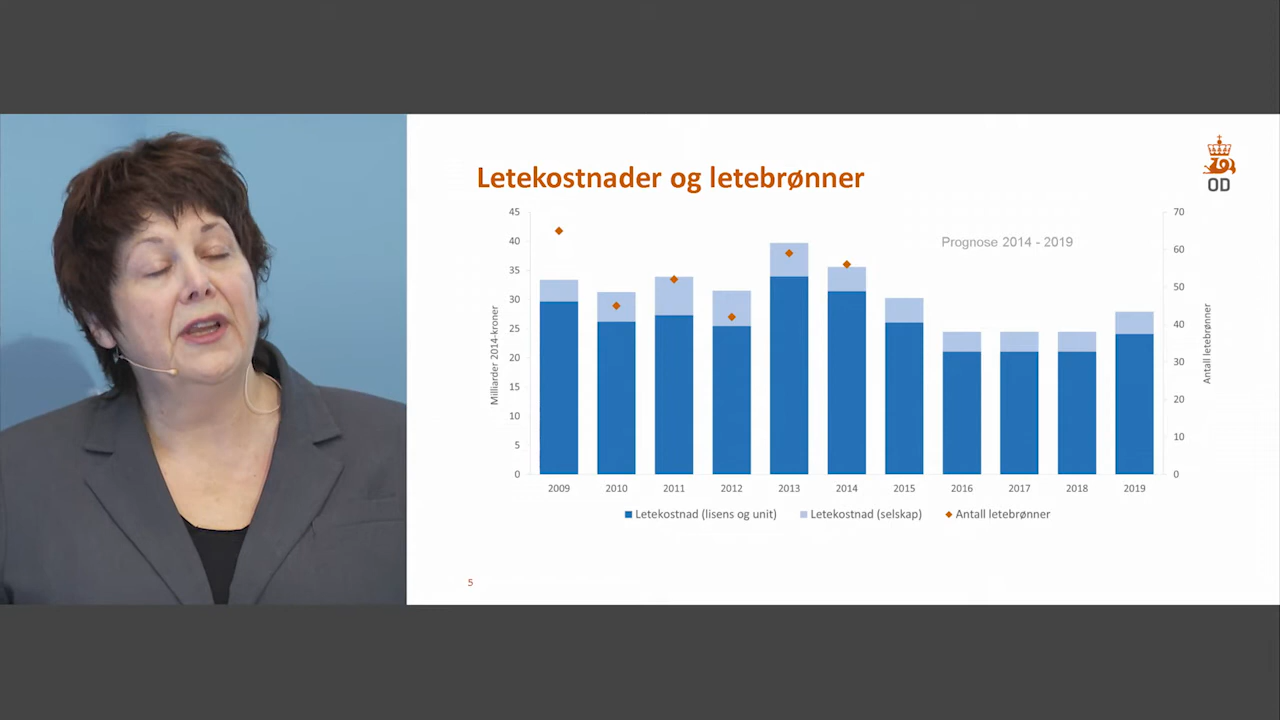 Letekostnader og letebrønner
OD
Prognose 2014 - 2019
Milliarder 2014-kroner
45
40
35
30
25
20
15
10
5
0
70
60
50
40
30
20
10
0
Antall letebrønner
2009 2010 2011 2012 2013 2014 2015 2016 2017 2018 2019
Letekostnad (lisens og unit) Letekostnad (selskap) Antall letebrønner
5